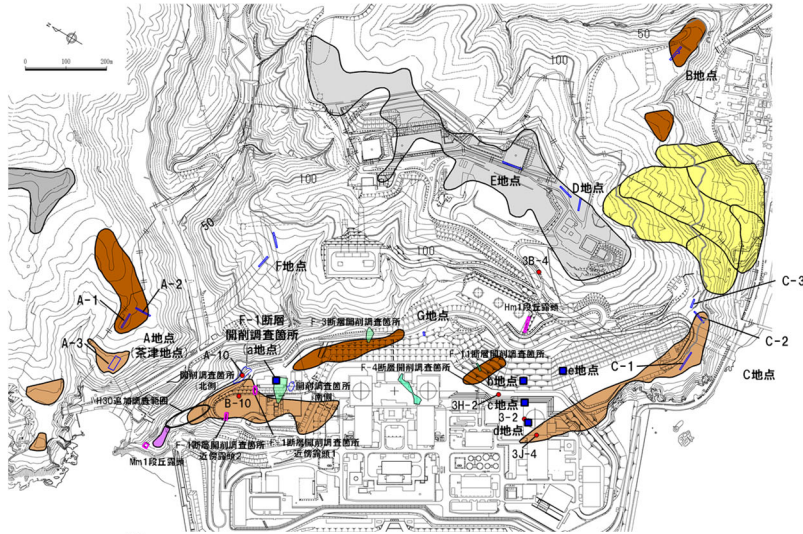 0 100 200m
50
100
B地点
E地点
D地点
100
50
F地点
100
3B-4
A-2
A-1
C-3
Hm1段丘露頭
G地点
F-1断層
開削調査箇所
(a地点)
F-3断層開削調査箇所
C-2
A地点
(茶津地点)
A-3
A-10
F-11断層開削調査箇所
C-1
C地点
開削調査箇所
(北側)
開削調査箇所
(南側)
F-4断層開削調査箇所
b地点
e地点
H30追加調査範囲
B-10
3H-2
c地点
3-2
d地点
F-1断層開削調査箇所
近傍露頭2
F-1断層開削調査箇所
近傍露頭1
3J-4
Mm1段丘露頭